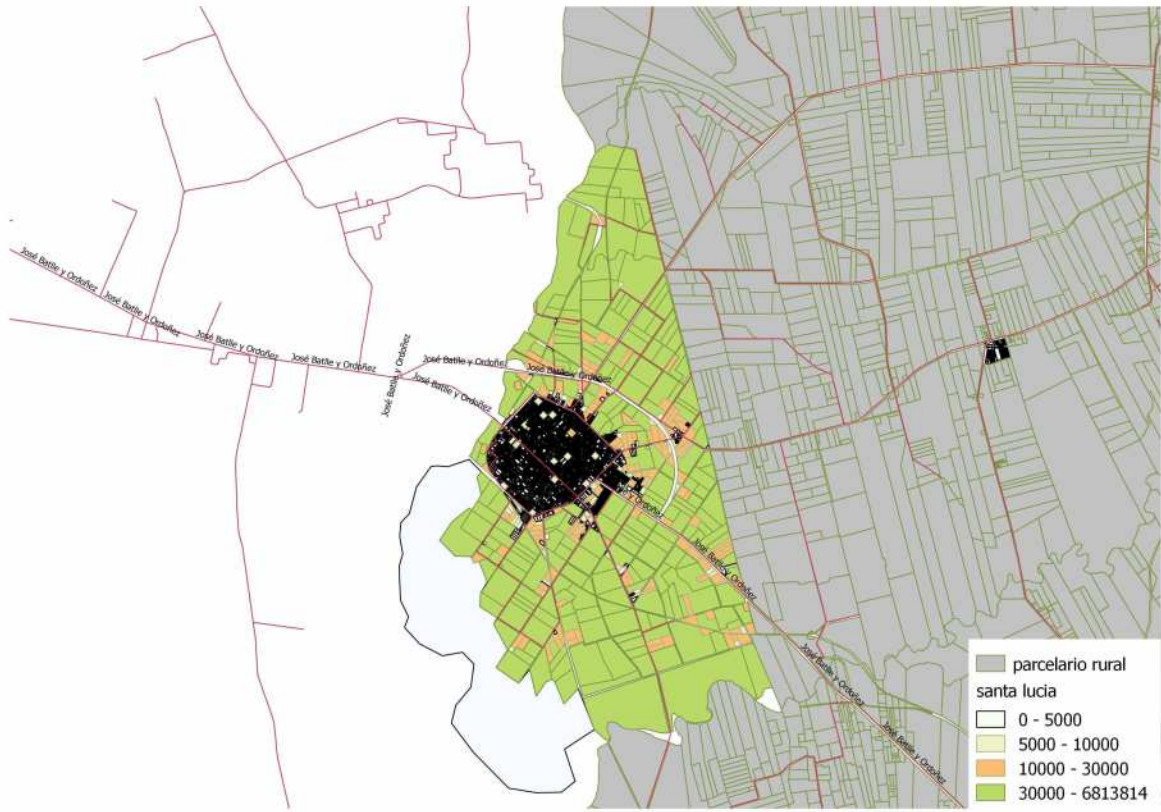 José Batlle y Ordoñez
José Batlle y Ordoñez
José Batlle y Ordoñez
José Batlle y Ordoñez
José Batlle y Ordoñez
José Batlle y Ordoñez
José Batlle y Ordoñez
José Batlle y Ordoñez
y Ordoñez
José Batlle y Ordoñez
José Batlle y Ordoñez
José Batlle y Ordoñez
parcelario rural
santa lucia
0 - 5000
5000 - 10000
10000 - 30000
30000 - 6813814